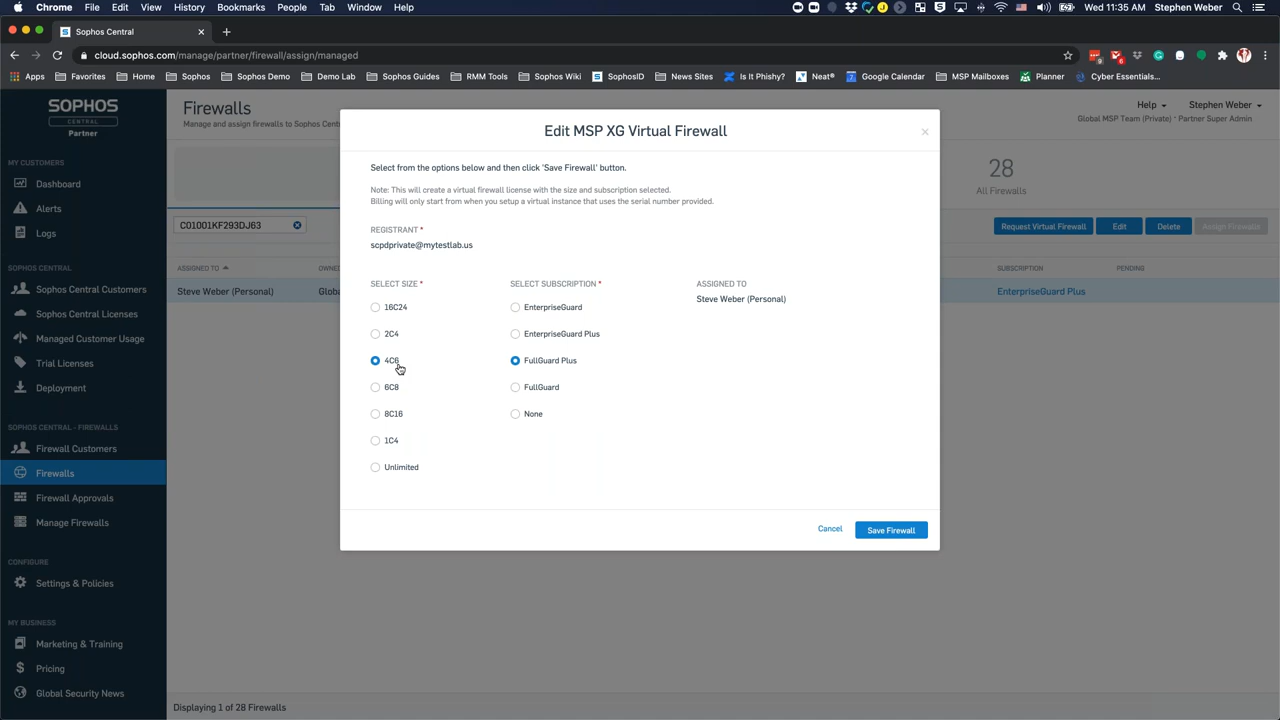 Chrome File Edit View History Bookmarks People Tab Window Help
Wed 11:35 AM Stephen Weber
Sophos Central
cloud.sophos.com/manage/partner/firewall/assign/managed
Apps Favorites Home Sophos Sophos Demo Demo Lab Sophos Guides RMM Tools Sophos Wiki SophosID News Sites Is It Phishy? Neat® Google Calendar MSP Mailboxes Planner Cyber Essentials...
SOPHOS
CENTRAL
Partner
MY CUSTOMERS
Dashboard
Alerts
Logs
SOPHOS CENTRAL
Sophos Central Customers
Sophos Central Licenses
Managed Customer Usage
Trial Licenses
Deployment
SOPHOS CENTRAL - FIREWALLS
Firewall Customers
Firewalls
Firewall Approvals
Manage Firewalls
CONFIGURE
Settings & Policies
MY BUSINESS
Marketing & Training
Pricing
Global Security News
Firewalls
Manage and assign firewalls to Sophos Cent
Help Stephen Weber
Global MSP Team (Private) • Partner Super Admin
28
All Firewalls
C01001KF293DJ63
Request Virtual Firewall Edit Delete Assign Firewalls
ASSIGNED TO OWNE SUBSCRIPTION PENDING
Steve Weber (Personal) Globa EnterpriseGuard Plus
Displaying 1 of 28 Firewalls
Edit MSP XG Virtual Firewall
×
Select from the options below and then click 'Save Firewall' button.
Note: This will create a virtual firewall license with the size and subscription selected.
Billing will only start from when you setup a virtual instance that uses the serial number provided.
REGISTRANT *
scpdprivate@mytestlab.us
SELECT SIZE * SELECT SUBSCRIPTION * ASSIGNED TO
Steve Weber (Personal)
16C24 EnterpriseGuard
2C4 EnterpriseGuard Plus
4C6 FullGuard Plus
6C8 FullGuard
8C16 None
1C4
Unlimited
Cancel Save Firewall